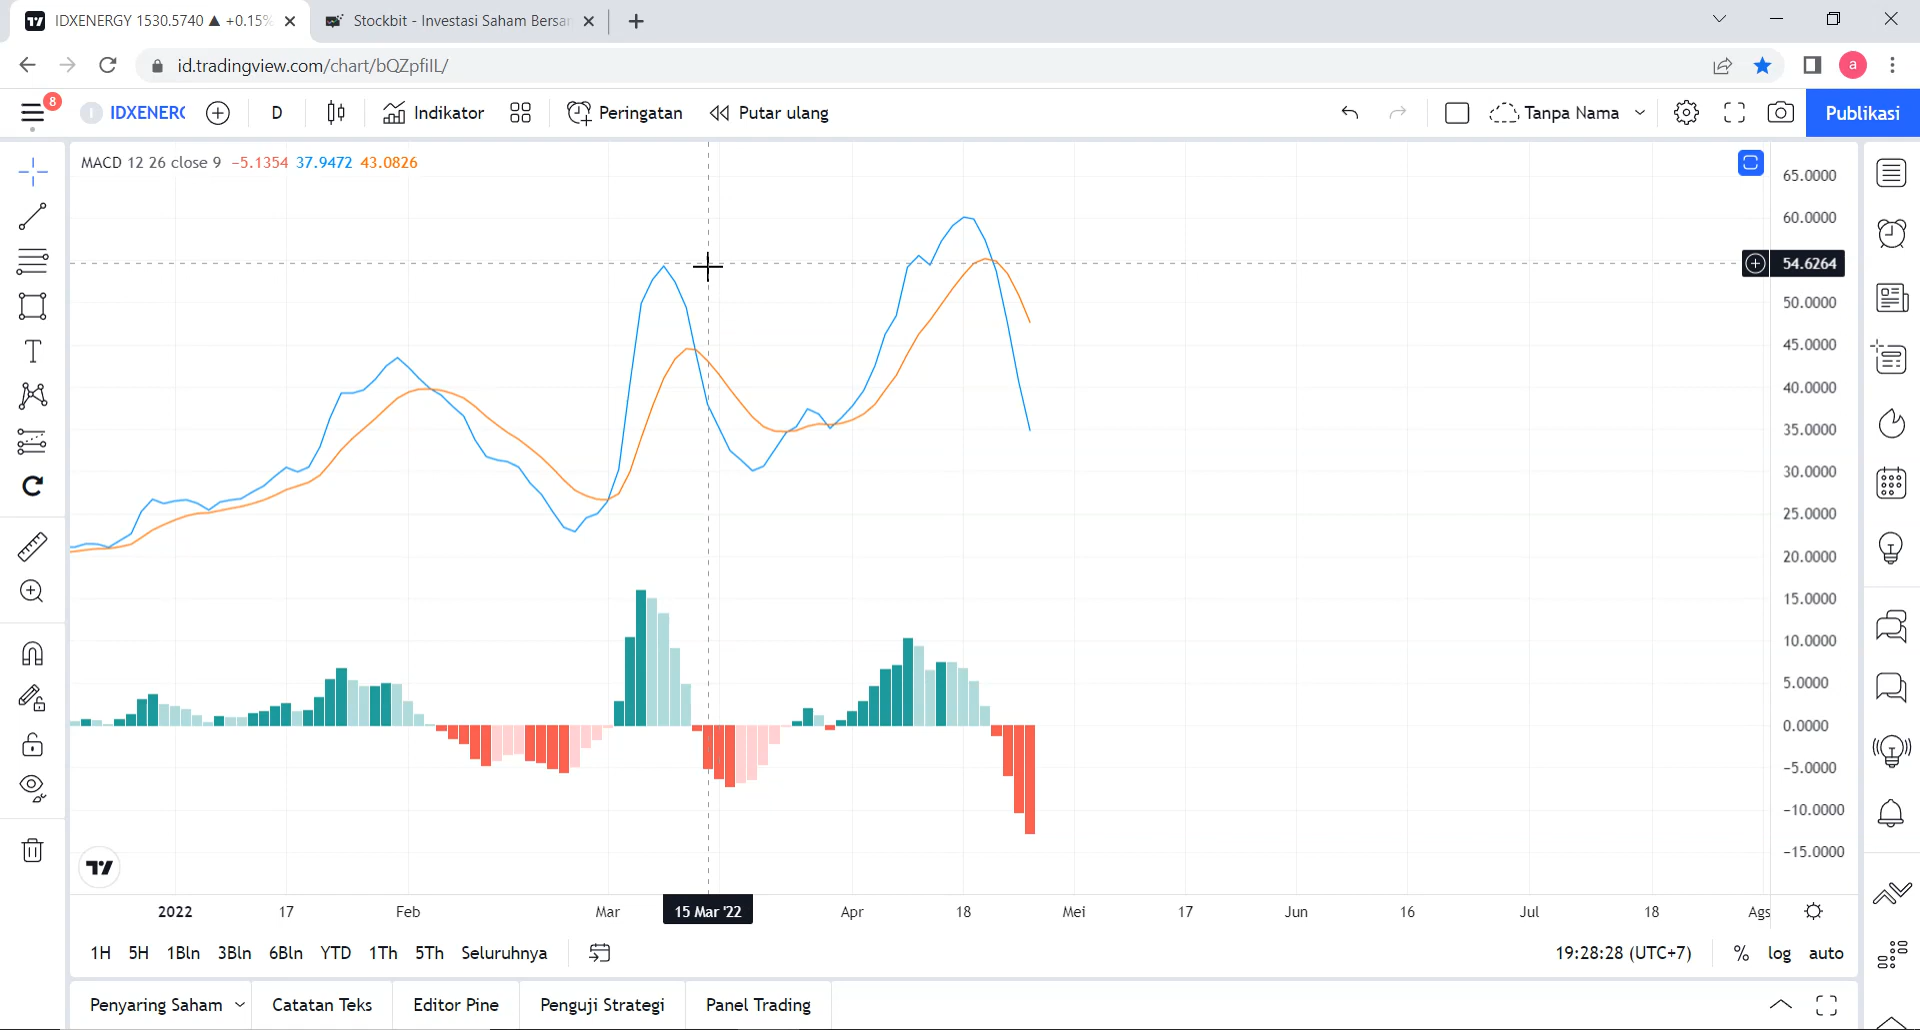 IDXENERGY 1530.5740 ▲ +0.15%
Stockbit - Investasi Saham Bersan
id.tradingview.com/chart/bQZpfilL/
a
8
I
IDXENERG
D
Indikator
Peringatan
Putar ulang
Tanpa Nama
Publikasi
MACD 12 26 close 9 −5.1354 37.9472 43.0826
65.0000
60.0000
54.6264
50.0000
45.0000
40.0000
35.0000
30.0000
25.0000
20.0000
15.0000
10.0000
5.0000
0.0000
−5.0000
−10.0000
−15.0000
2022 17 Feb Mar 15 Mar '22 Apr 18 Mei 17 Jun 16 Jul 18 Ags
1H 5H 1Bln 3Bln 6Bln YTD 1Th 5Th Seluruhnya 19:28:28 (UTC+7) % log auto
Penyaring Saham Catatan Teks Editor Pine Penguji Strategi Panel Trading